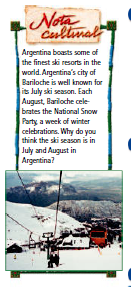 Nota
cultural
Argentina boasts some of
the finest ski resorts in the
world. Argentina's city of
Bariloche is well known for
its July ski season. Each
August, Bariloche cele-
brates the National Snow
Party, a week of winter
celebrations. Why do you
think the ski season is in
July and August in
Argentina?